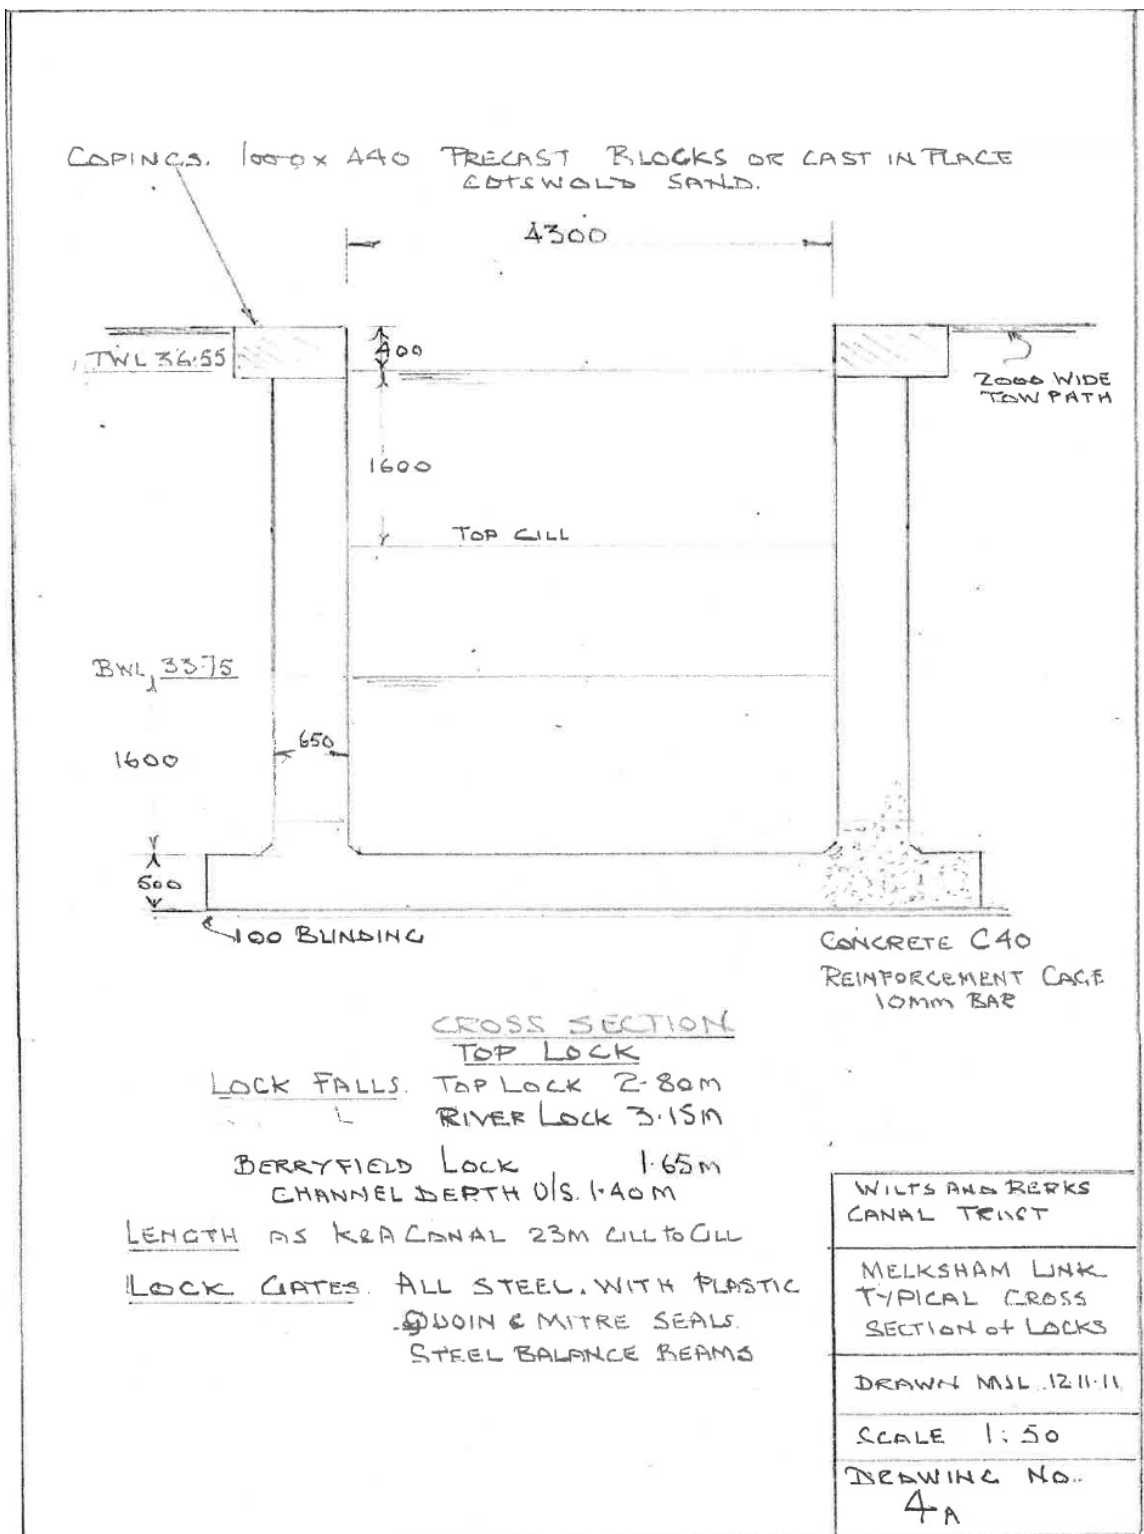 COPINGS. 1000 x 440 PRECAST BLOCKS OR CAST IN PLACE
COTSWOLD SAND.
4300
400
TWL 36.55
2000 WIDE
TOW PATH
1600
TOP CILL
BWL 33.75
650
1600
500
100 BLINDING
CONCRETE C40
REINFORCEMENT CAGE
10mm BAR
CROSS SECTION
TOP LOCK
LOCK FALLS. TOP LOCK 2.80m
RIVER LOCK 3.15m
BERRYFIELD LOCK 1.65m
CHANNEL DEPTH U/S. 1.40m
LENGTH AS K&A CANAL 23M CILL to CILL
LOCK GATES. ALL STEEL. WITH PLASTIC
QUOIN & MITRE SEALS.
STEEL BALANCE BEAMS
WILTS AND BERKS
CANAL TRUST
MELKSHAM LINK
TYPICAL CROSS
SECTION of LOCKS
DRAWN MJL 12.11.11
SCALE 1:50
DRAWING NO.
4A